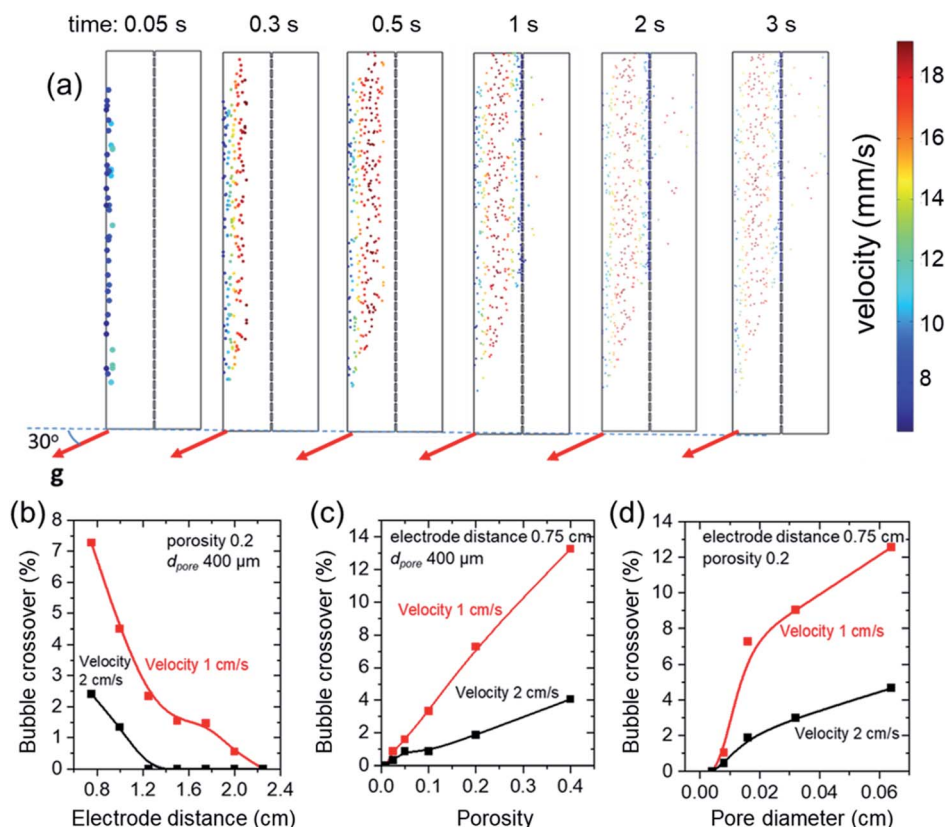 time: 0.05 s 0.3 s 0.5 s 1 s 2 s 3 s
(a)
18
16
14
12
10
8
velocity (mm/s)
30°
g
(b)
8
7
6
5
4
3
2
1
0
Bubble crossover (%)
porosity 0.2
dpore 400 μm
Velocity
2 cm/s
Velocity 1 cm/s
0.8 1.2 1.6 2.0 2.4
Electrode distance (cm)
(c)
14
12
10
8
6
4
2
0
Bubble crossover (%)
electrode distance 0.75 cm
dpore 400 μm
Velocity 1 cm/s
Velocity 2 cm/s
0.0 0.1 0.2 0.3 0.4
Porosity
(d)
14
12
10
8
6
4
2
0
Bubble crossover (%)
electrode distance 0.75 cm
porosity 0.2
Velocity 1 cm/s
Velocity 2 cm/s
0.00 0.02 0.04 0.06
Pore diameter (cm)